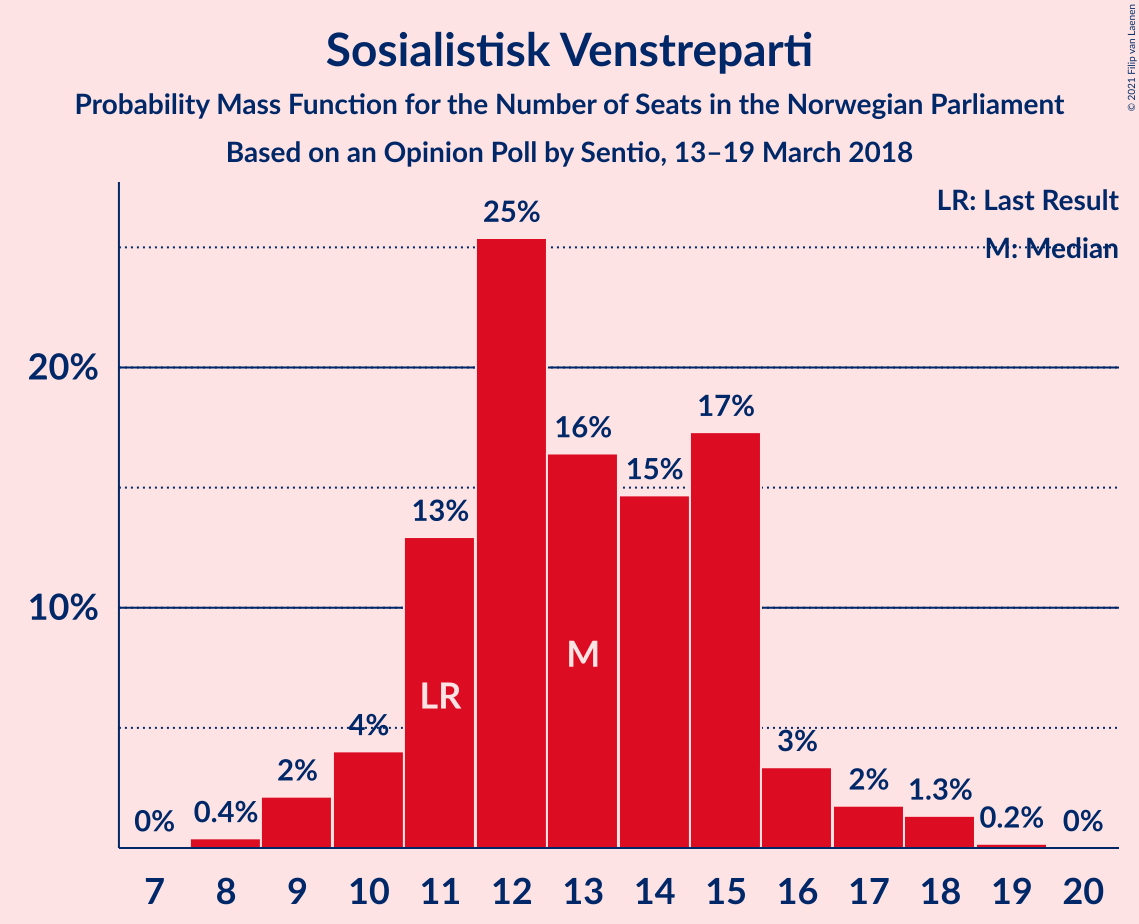 Sosialistisk Venstreparti
Probability Mass Function for the Number of Seats in the Norwegian Parliament
Based on an Opinion Poll by Sentio, 13–19 March 2018
© 2021 Filip van Laenen
LR: Last Result
M: Median
20%
10%
0%
0.4%
2%
4%
13%
25%
16%
15%
17%
3%
2%
1.3%
0.2%
0%
LR
M
7 8 9 10 11 12 13 14 15 16 17 18 19 20